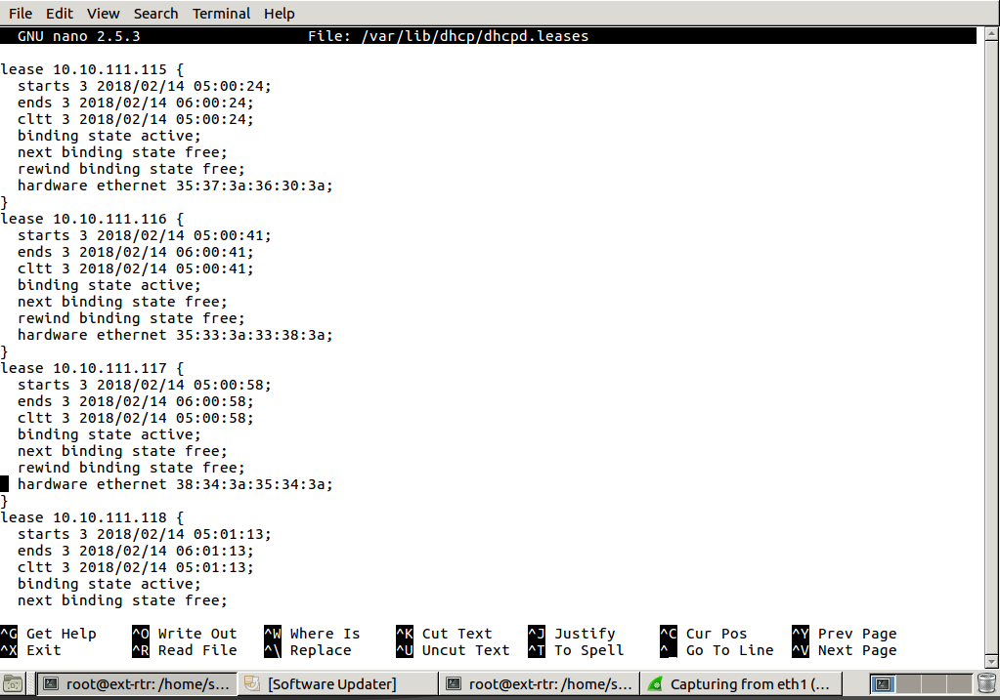 File Edit View Search Terminal Help
GNU nano 2.5.3 File: /var/lib/dhcp/dhcpd.leases
lease 10.10.111.115 {
starts 3 2018/02/14 05:00:24;
ends 3 2018/02/14 06:00:24;
cltt 3 2018/02/14 05:00:24;
binding state active;
next binding state free;
rewind binding state free;
hardware ethernet 35:37:3a:36:30:3a;
}
lease 10.10.111.116 {
starts 3 2018/02/14 05:00:41;
ends 3 2018/02/14 06:00:41;
cltt 3 2018/02/14 05:00:41;
binding state active;
next binding state free;
rewind binding state free;
hardware ethernet 35:33:3a:33:38:3a;
}
lease 10.10.111.117 {
starts 3 2018/02/14 05:00:58;
ends 3 2018/02/14 06:00:58;
cltt 3 2018/02/14 05:00:58;
binding state active;
next binding state free;
rewind binding state free;
hardware ethernet 38:34:3a:35:34:3a;
}
lease 10.10.111.118 {
starts 3 2018/02/14 05:01:13;
ends 3 2018/02/14 06:01:13;
cltt 3 2018/02/14 05:01:13;
binding state active;
next binding state free;
^G Get Help ^O Write Out ^W Where Is ^K Cut Text ^J Justify ^C Cur Pos ^Y Prev Page
^X Exit ^R Read File ^\ Replace ^U Uncut Text ^T To Spell ^_ Go To Line ^V Next Page
root@ext-rtr: /home/s... [Software Updater] root@ext-rtr: /home/s... Capturing from eth1 (...